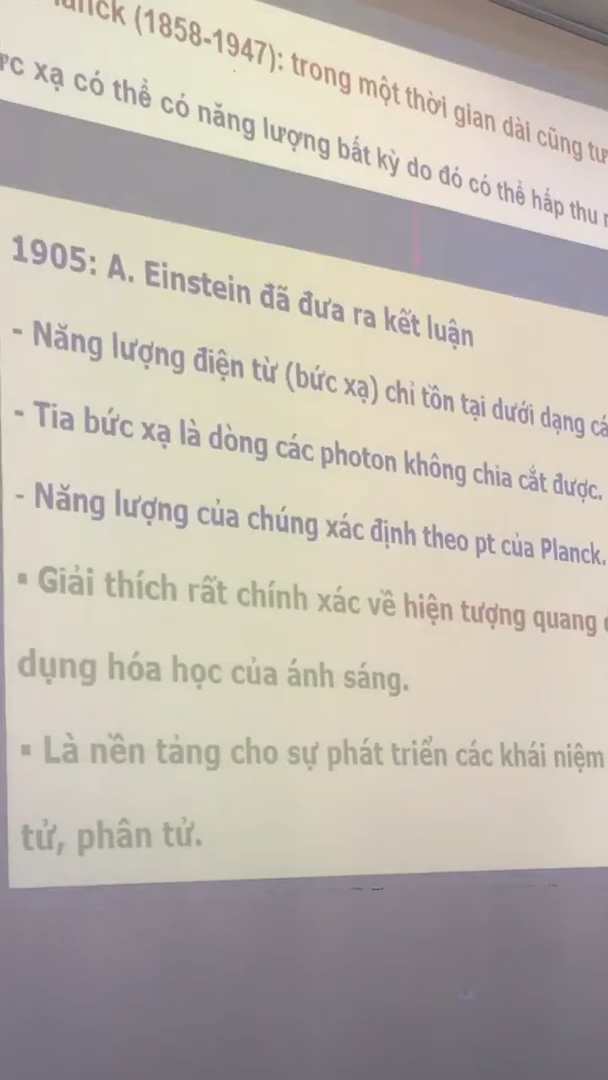 (1858-1947): trong một thời gian dài cũng
xạ có thể có năng lượng bất kỳ do đó có thể hấp thu
1905: A. Einstein đã đưa ra kết luận
- Năng lượng điện từ (bức xạ) chỉ tồn tại dưới dạng
- Tia bức xạ là dòng các photon không chia cắt được.
- Năng lượng của chúng xác định theo pt của Planck.
▪ Giải thích rất chính xác về hiện tượng quang
dụng hóa học của ánh sáng.
▪ Là nền tảng cho sự phát triển các khái niệm
tử, phân tử.